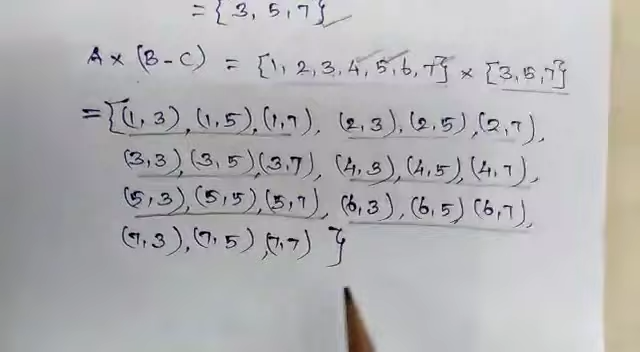 = {3, 5, 7}
A × (B - C) = {1, 2, 3, 4, 5, 6, 7} × {3, 5, 7}
= {(1, 3), (1, 5), (1, 7), (2, 3), (2, 5), (2, 7),
(3, 3), (3, 5) (3, 7), (4, 3), (4, 5), (4, 7),
(5, 3), (5, 5), (5, 7), (6, 3), (6, 5) (6, 7),
(7, 3), (7, 5), (7, 7) }